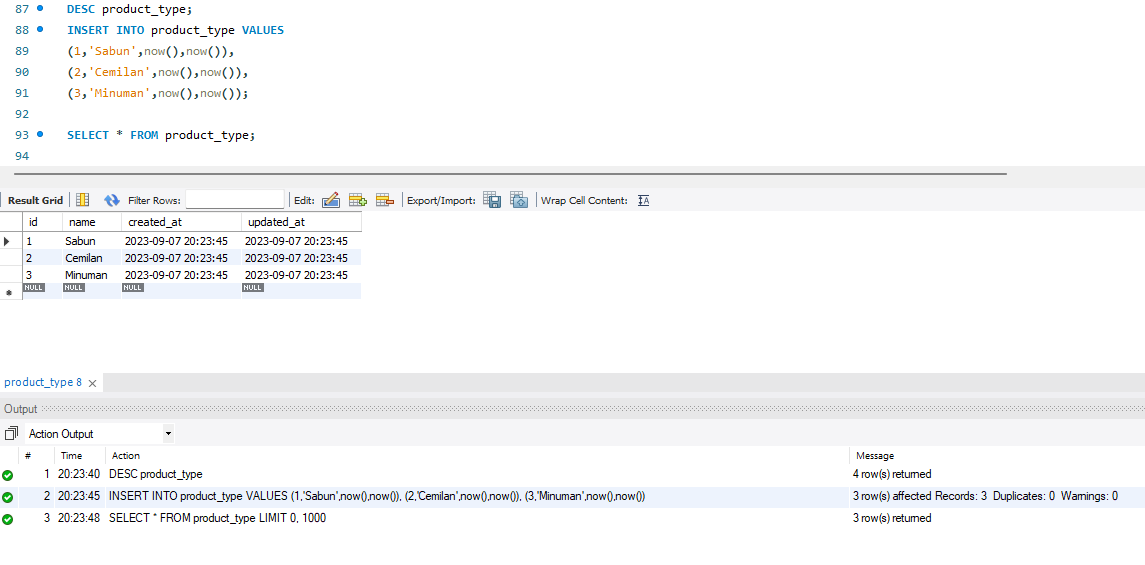 87 DESC product_type;
88 INSERT INTO product_type VALUES
89 (1,'Sabun',now(),now()),
90 (2,'Cemilan',now(),now()),
91 (3,'Minuman',now(),now());
92
93 SELECT * FROM product_type;
94
Result Grid Filter Rows: Edit: Export/Import: Wrap Cell Content: IA
id name created_at updated_at
1 Sabun 2023-09-07 20:23:45 2023-09-07 20:23:45
2 Cemilan 2023-09-07 20:23:45 2023-09-07 20:23:45
3 Minuman 2023-09-07 20:23:45 2023-09-07 20:23:45
NULL NULL NULL NULL
product_type 8
Output
Action Output
# Time Action Message
1 20:23:40 DESC product_type 4 row(s) returned
2 20:23:45 INSERT INTO product_type VALUES (1,'Sabun',now(),now()), (2,'Cemilan',now(),now()), (3,'Minuman',now(),now()) 3 row(s) affected Records: 3 Duplicates: 0 Warnings: 0
3 20:23:48 SELECT * FROM product_type LIMIT 0, 1000 3 row(s) returned